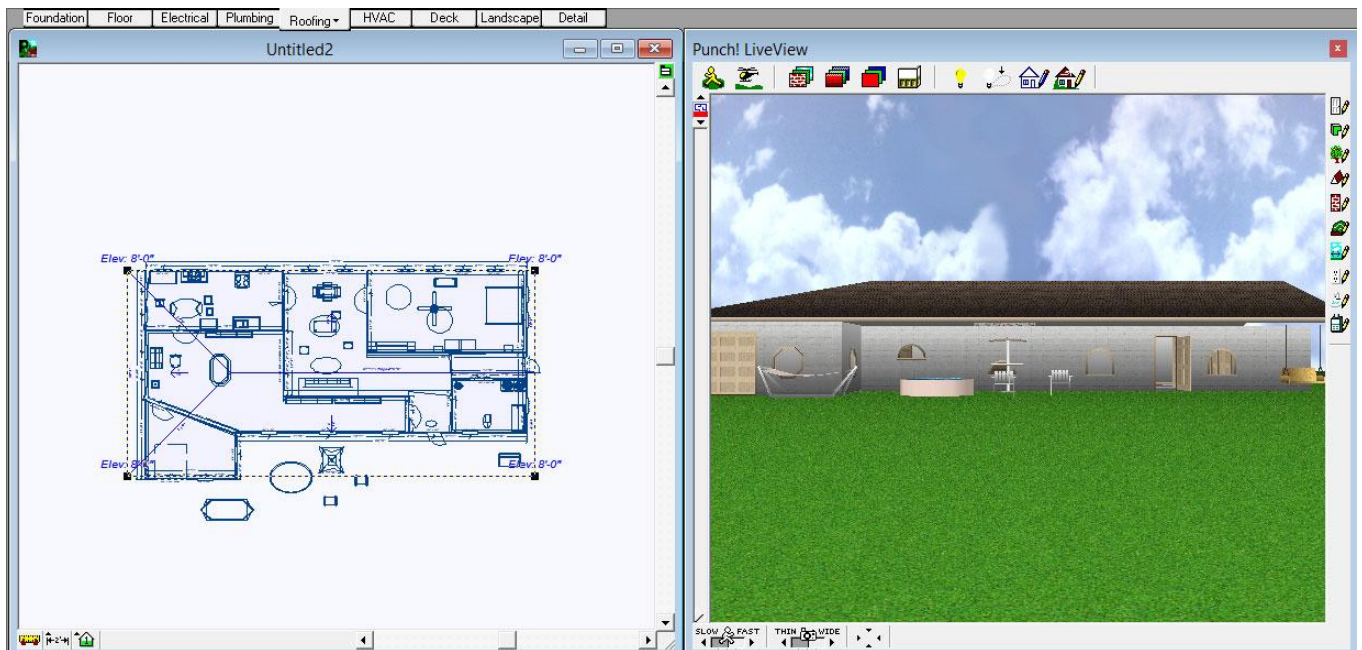 Foundation Floor Electrical Plumbing Roofing HVAC Deck Landscape Detail
Untitled2
Punch! LiveView
Elev: 8'-0"
Elev: 8'-0"
Elev: 8'-0"
SLOW FAST THIN WIDE